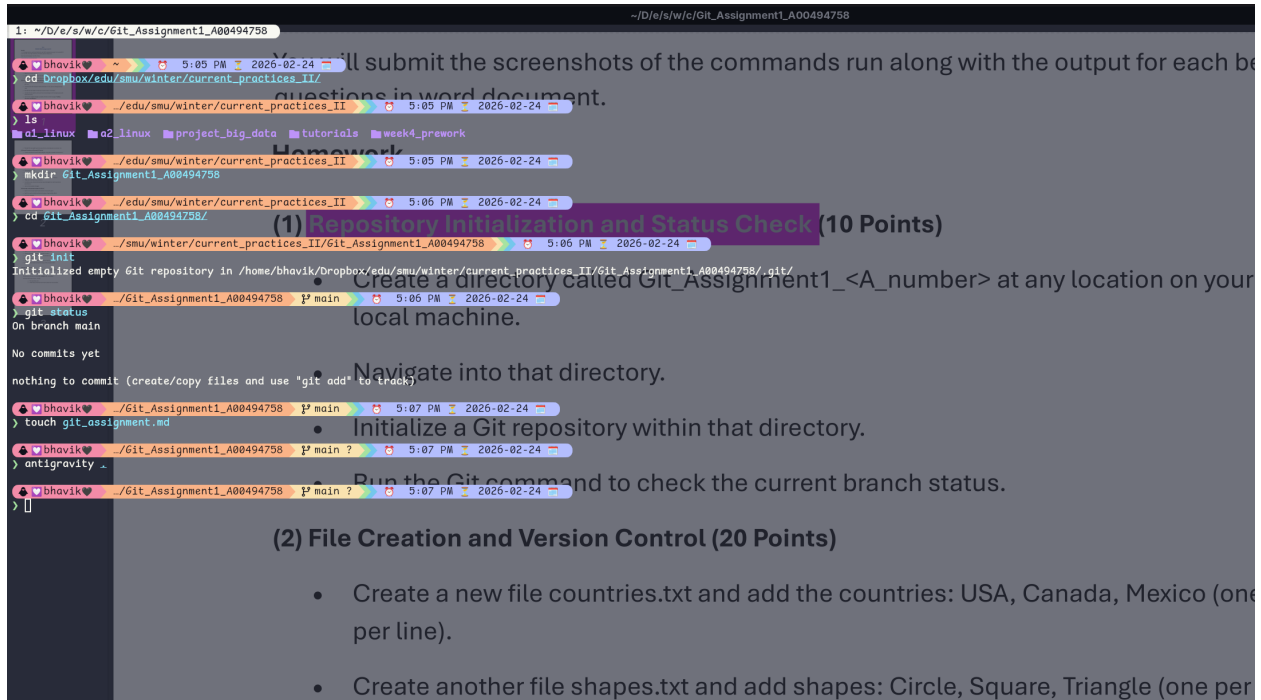 ~/D/e/s/w/c/Git_Assignment1_A00494758
1: ~/D/e/s/w/c/Git_Assignment1_A00494758
bhavik ~ 5:05 PM 2026-02-24
❯ cd Dropbox/edu/smu/winter/current_practices_II/
bhavik …/edu/smu/winter/current_practices_II 5:05 PM 2026-02-24
❯ ls
a1_linux a2_linux project_big_data tutorials week4_prework
bhavik …/edu/smu/winter/current_practices_II 5:05 PM 2026-02-24
❯ mkdir Git_Assignment1_A00494758
bhavik …/edu/smu/winter/current_practices_II 5:06 PM 2026-02-24
❯ cd Git_Assignment1_A00494758/
bhavik …/smu/winter/current_practices_II/Git_Assignment1_A00494758 5:06 PM 2026-02-24
❯ git init
Initialized empty Git repository in /home/bhavik/Dropbox/edu/smu/winter/current_practices_II/Git_Assignment1_A00494758/.git/
bhavik …/Git_Assignment1_A00494758 main 5:06 PM 2026-02-24
❯ git status
On branch main
No commits yet
nothing to commit (create/copy files and use "git add" to track)
bhavik …/Git_Assignment1_A00494758 main 5:07 PM 2026-02-24
❯ touch git_assignment.md
bhavik …/Git_Assignment1_A00494758 main ? 5:07 PM 2026-02-24
❯ antigravity .
bhavik …/Git_Assignment1_A00494758 main ? 5:07 PM 2026-02-24
❯
ll submit the screenshots of the commands run along with the output for each be
questions in word document.
Homework
(1) Repository Initialization and Status Check (10 Points)
• Create a directory called Git_Assignment1_<A_number> at any location on your
local machine.
• Navigate into that directory.
• Initialize a Git repository within that directory.
• Run the Git command to check the current branch status.
(2) File Creation and Version Control (20 Points)
• Create a new file countries.txt and add the countries: USA, Canada, Mexico (one
per line).
• Create another file shapes.txt and add shapes: Circle, Square, Triangle (one per